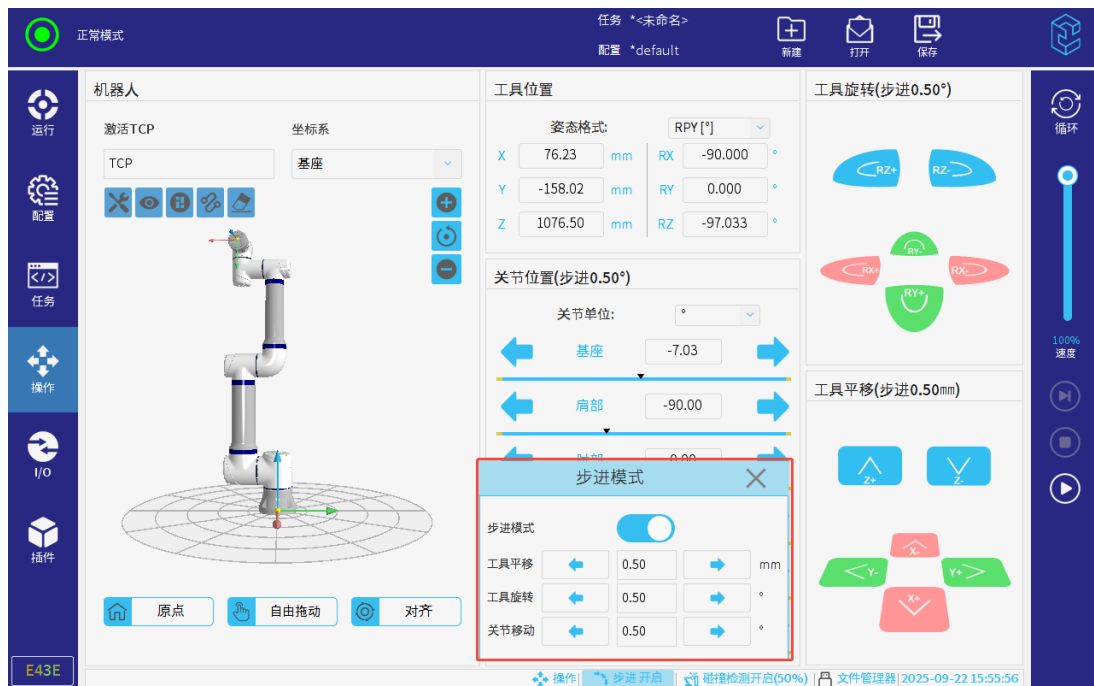 正常模式
任务 *<未命名>
配置 *default
新建
打开
保存
运行
配置
任务
操作
I/O
插件
E43E
机器人
激活TCP
坐标系
TCP
基座
原点
自由拖动
对齐
工具位置
姿态格式:
RPY [°]
X 76.23 mm RX -90.000 °
Y -158.02 mm RY 0.000 °
Z 1076.50 mm RZ -97.033 °
关节位置(步进0.50°)
关节单位:
°
基座 -7.03
肩部 -90.00
步进模式
步进模式
工具平移 0.50 mm
工具旋转 0.50 °
关节移动 0.50 °
工具旋转(步进0.50°)
RZ+ RZ-
RY-
RX+ RX-
RY+
工具平移(步进0.50mm)
Z+ Z-
X-
Y- Y+
X+
循环
100%
速度
操作| 步进 开启 | 碰撞检测开启(50%) | 文件管理器| 2025-09-22 15:55:56